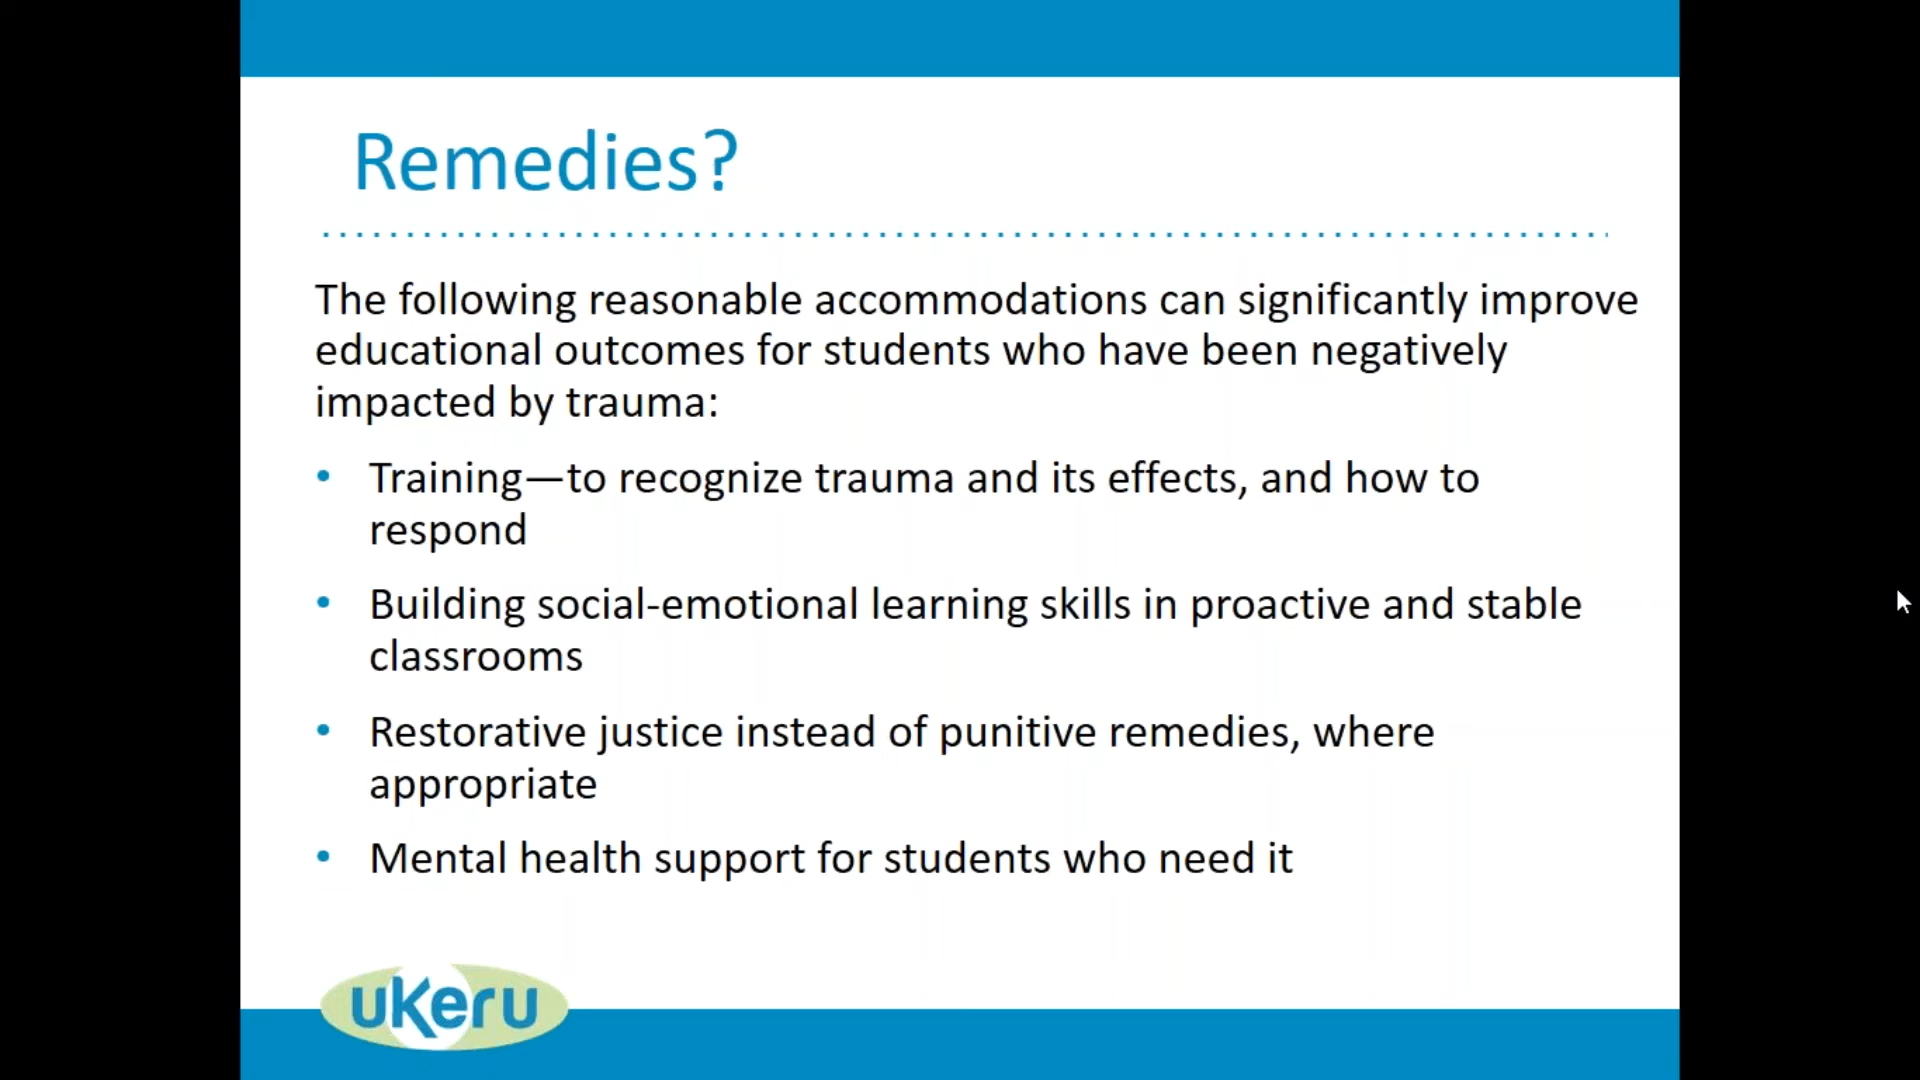 Remedies?
The following reasonable accommodations can significantly improve
educational outcomes for students who have been negatively
impacted by trauma:
• Training—to recognize trauma and its effects, and how to
respond
• Building social-emotional learning skills in proactive and stable
classrooms
• Restorative justice instead of punitive remedies, where
appropriate
• Mental health support for students who need it
uKeru